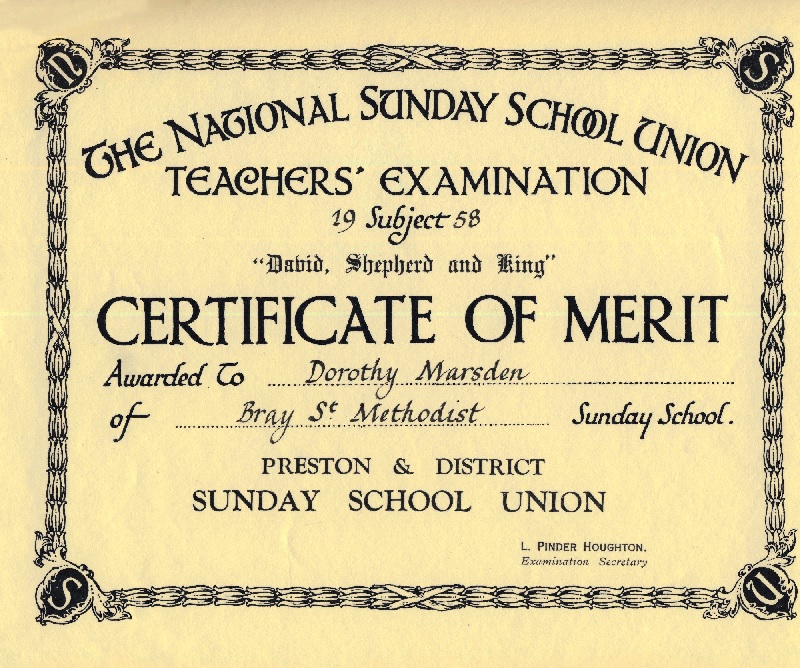 N S
THE NATIONAL SUNDAY SCHOOL UNION
TEACHERS' EXAMINATION
19 Subject 58
"David, Shepherd and King"
CERTIFICATE OF MERIT
Awarded To Dorothy Marsden
of Bray St Methodist Sunday School.
PRESTON & DISTRICT
SUNDAY SCHOOL UNION
L. PINDER HOUGHTON,
Examination Secretary
S U